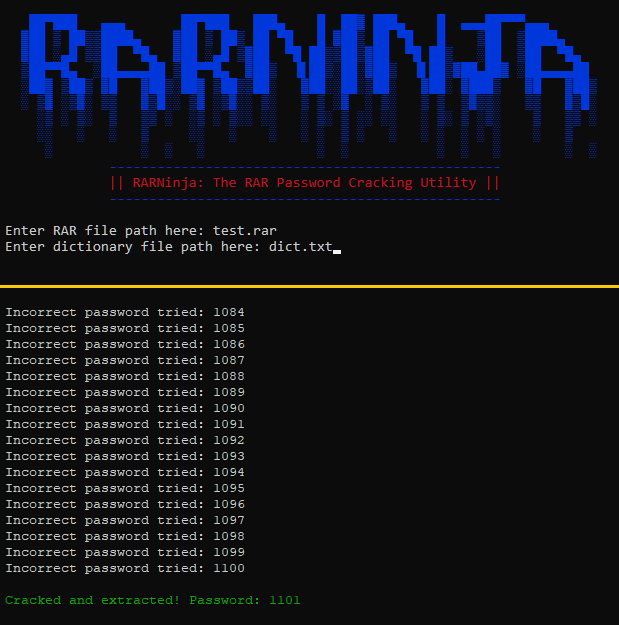 RARNINJA
|| RARNinja: The RAR Password Cracking Utility ||
Enter RAR file path here: test.rar
Enter dictionary file path here: dict.txt
Incorrect password tried: 1084
Incorrect password tried: 1085
Incorrect password tried: 1086
Incorrect password tried: 1087
Incorrect password tried: 1088
Incorrect password tried: 1089
Incorrect password tried: 1090
Incorrect password tried: 1091
Incorrect password tried: 1092
Incorrect password tried: 1093
Incorrect password tried: 1094
Incorrect password tried: 1095
Incorrect password tried: 1096
Incorrect password tried: 1097
Incorrect password tried: 1098
Incorrect password tried: 1099
Incorrect password tried: 1100
Cracked and extracted! Password: 1101